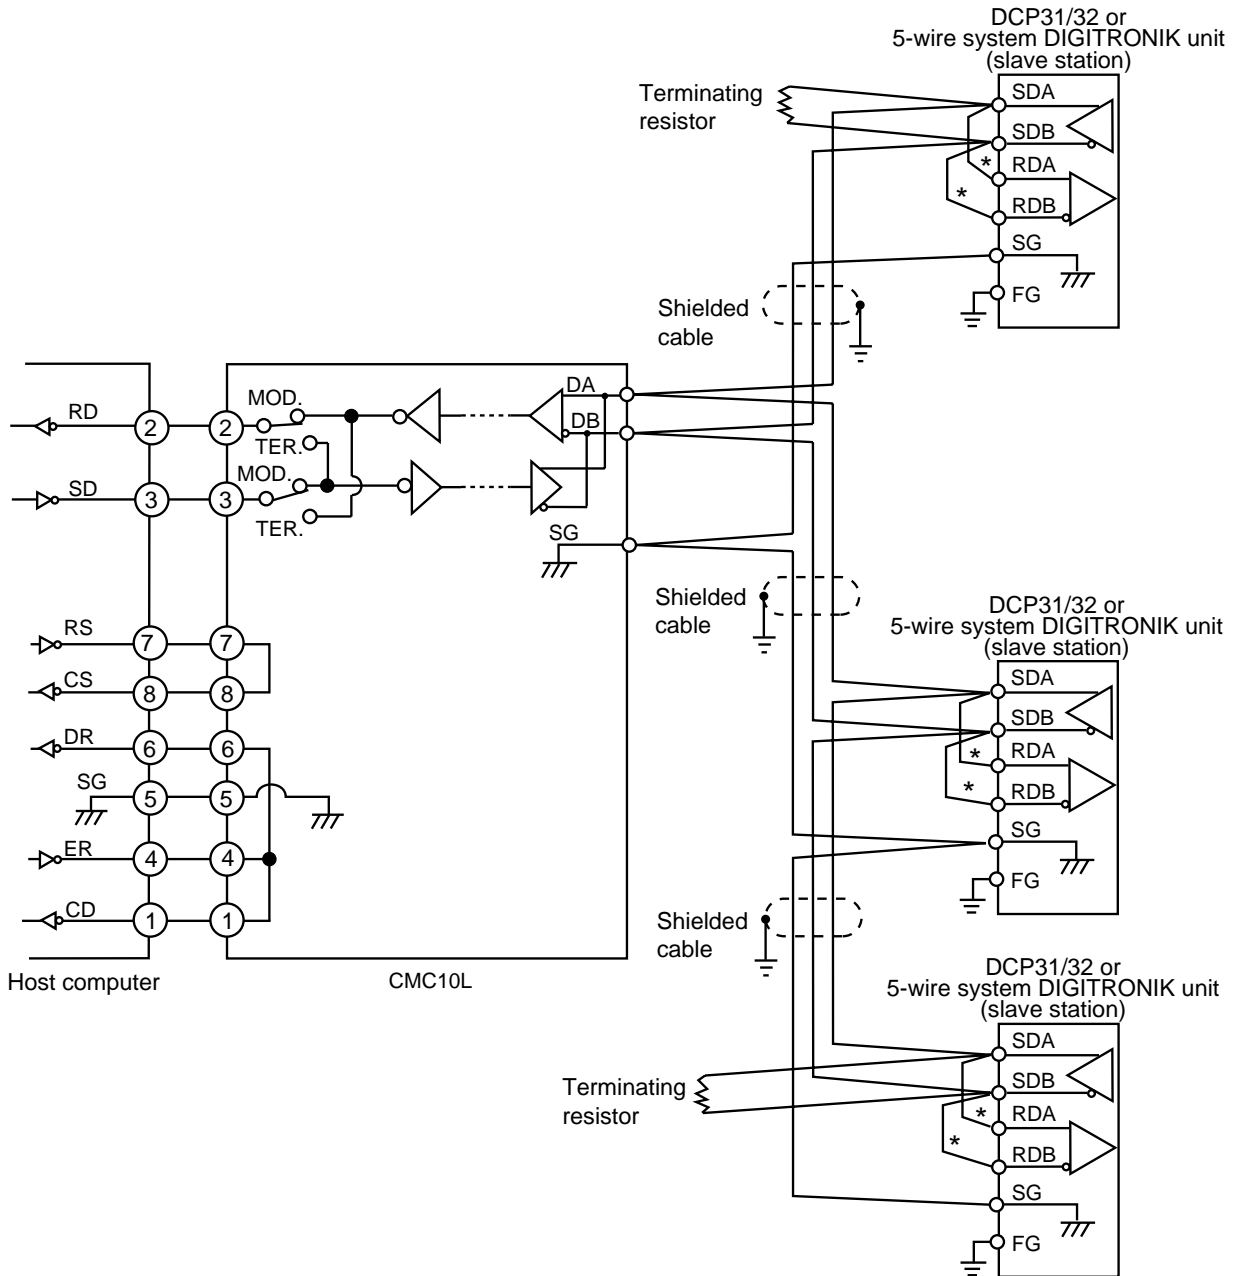 DCP31/32 or
5-wire system DIGITRONIK unit
(slave station)
Terminating
resistor
SDA
SDB
RDA
RDB
SG
FG
*
*
Shielded
cable
RD
2
2
MOD.
TER.
DA
DB
SD
3
3
MOD.
TER.
SG
Shielded
cable
RS
7
7
CS
8
8
DR
6
6
SG
5
5
ER
4
4
CD
1
1
Host computer
CMC10L
DCP31/32 or
5-wire system DIGITRONIK unit
(slave station)
SDA
SDB
RDA
RDB
SG
FG
*
*
Shielded
cable
DCP31/32 or
5-wire system DIGITRONIK unit
(slave station)
Terminating
resistor
SDA
SDB
RDA
RDB
SG
FG
*
*